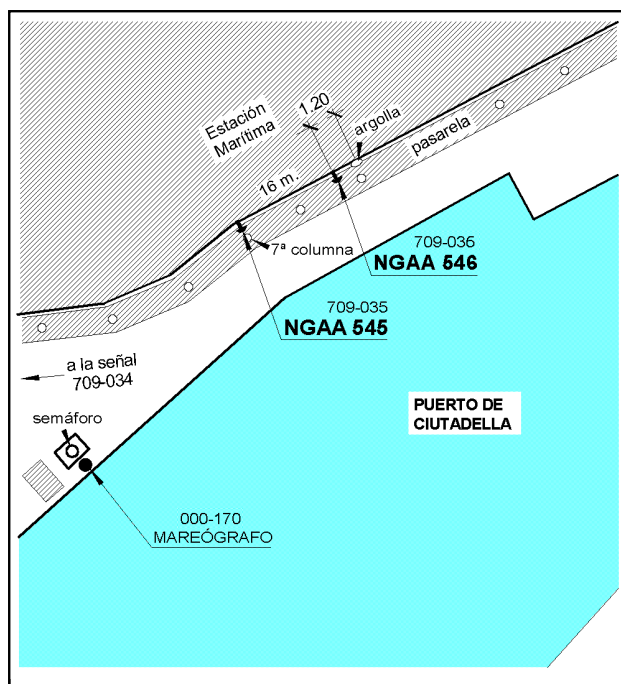 Estación
Marítima
1.20
argolla
pasarela
16 m.
7ª columna
709-036
NGAA 546
709-035
NGAA 545
a la señal
709-034
semáforo
PUERTO DE
CIUTADELLA
000-170
MAREÓGRAFO